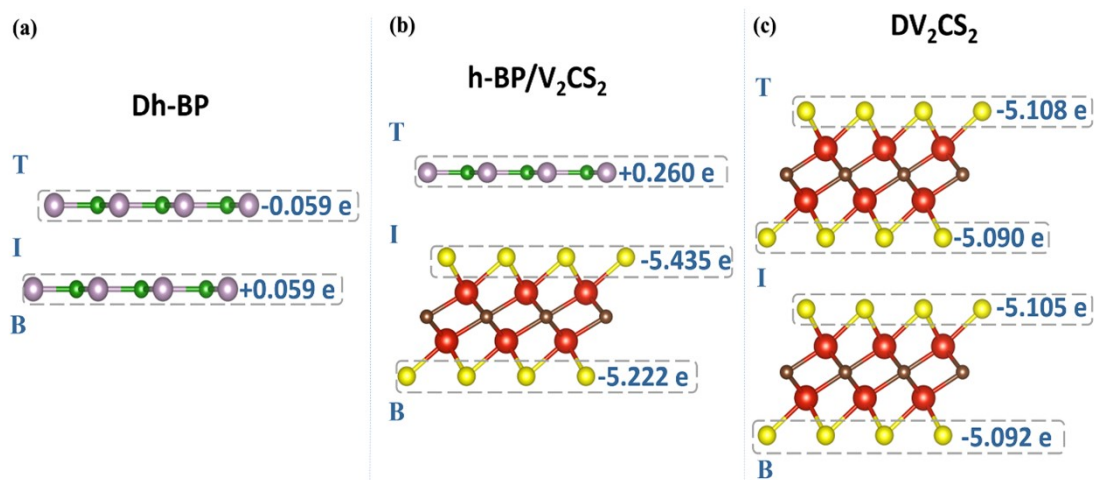 (a)
Dh-BP
T
-0.059 e
I
+0.059 e
B
(b)
h-BP/V₂CS₂
T
+0.260 e
I
-5.435 e
-5.222 e
B
(c)
DV₂CS₂
T
-5.108 e
-5.090 e
I
-5.105 e
-5.092 e
B